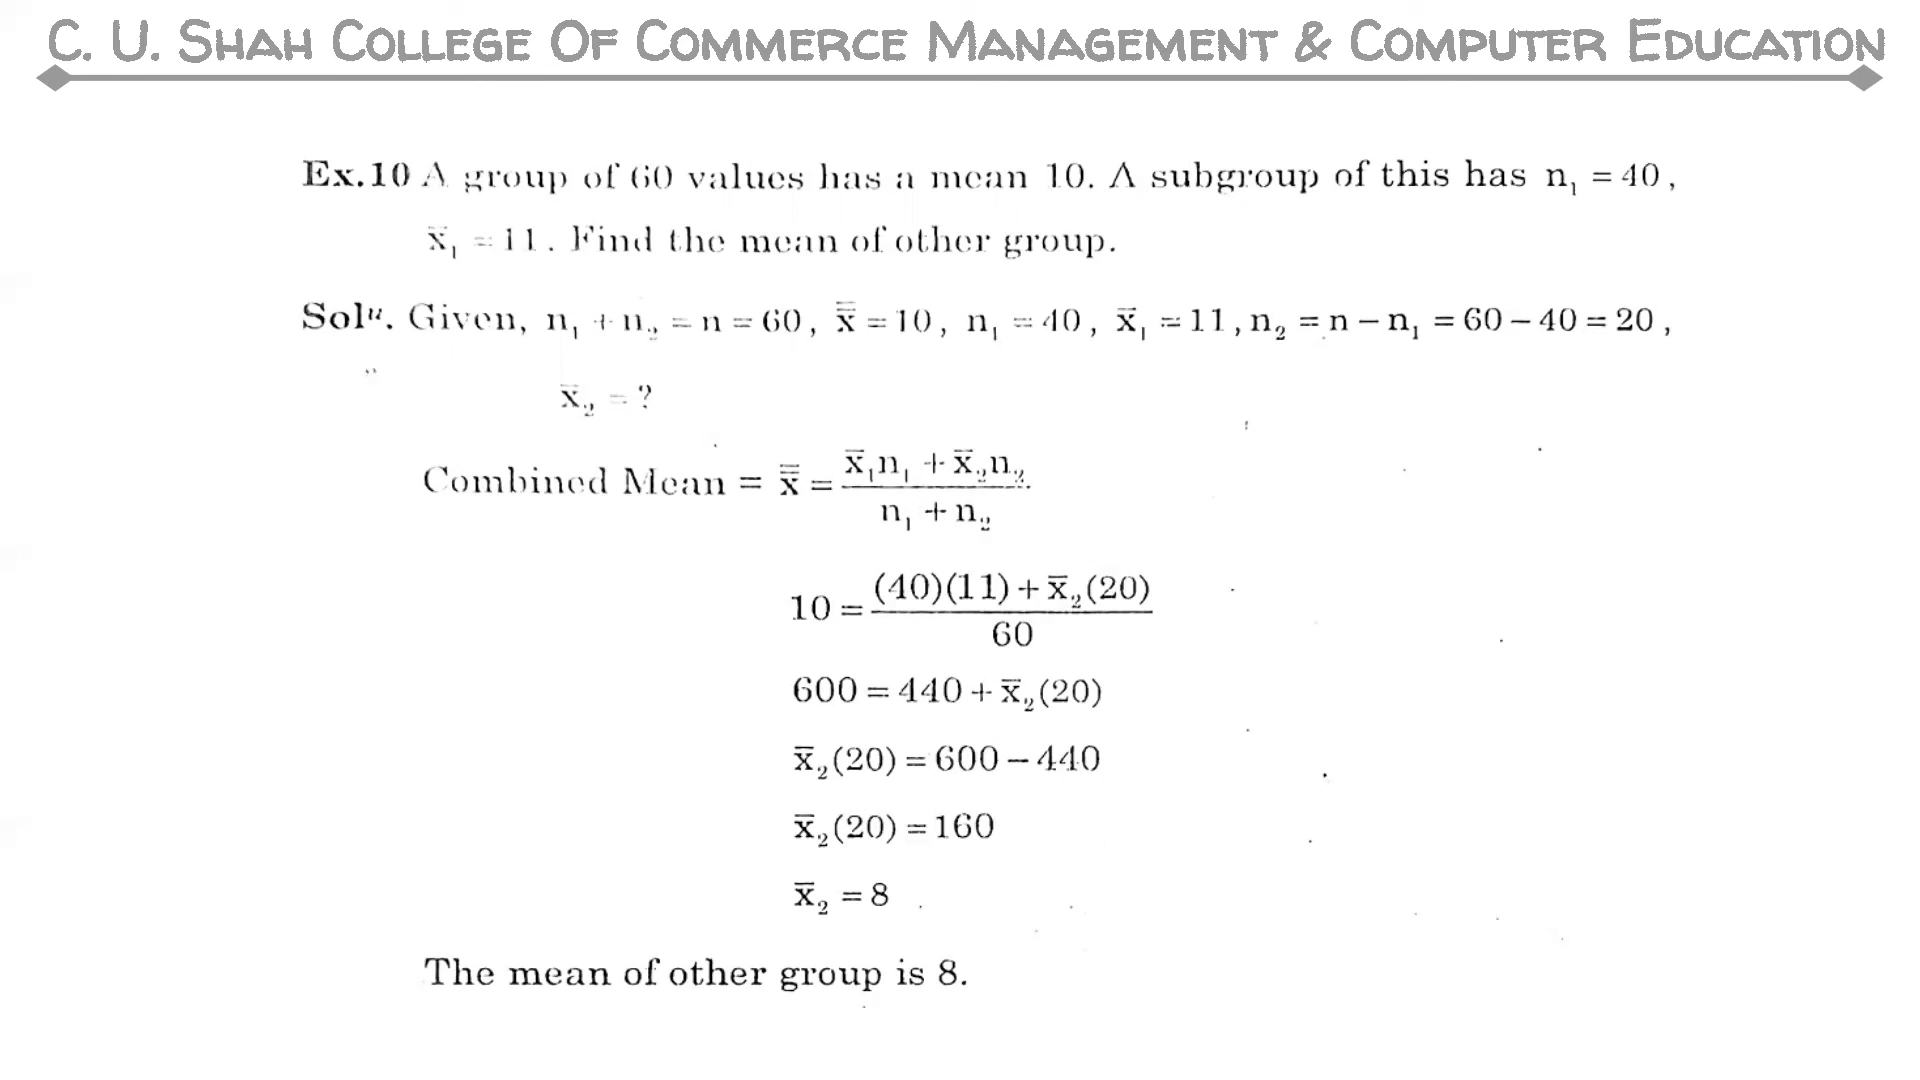 C. U. SHAH COLLEGE OF COMMERCE MANAGEMENT & COMPUTER EDUCATION
Ex.10 A group of 60 values has a mean 10. A subgroup of this has n₁ = 40,
x̄₁ = 11. Find the mean of other group.
Solⁿ. Given, n₁ + n₂ = n = 60, x̿ = 10, n₁ = 40, x̄₁ = 11, n₂ = n – n₁ = 60 – 40 = 20,
x̄₂ = ?
Combined Mean = x̿ = (x̄₁n₁ + x̄₂n₂) / (n₁ + n₂)
10 = ((40)(11) + x̄₂(20)) / 60
600 = 440 + x̄₂(20)
x̄₂(20) = 600 – 440
x̄₂(20) = 160
x̄₂ = 8
The mean of other group is 8.